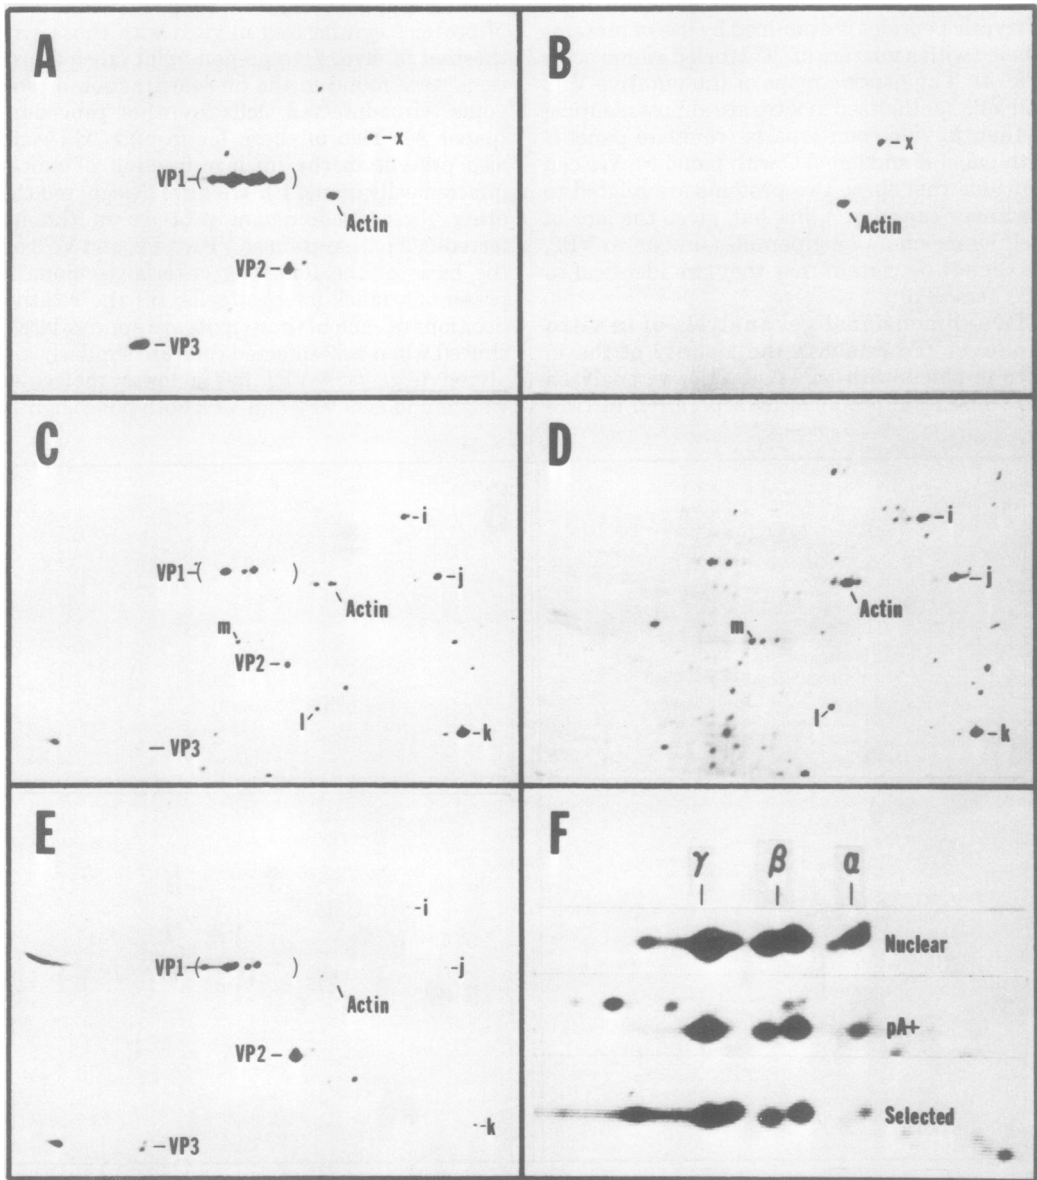 A
-x
VP1-( )
Actin
VP2-
-VP3
B
-x
Actin
C
-i
VP1-( )
-j
Actin
m
VP2-
l
-VP3
-k
D
-i
-j
Actin
m
l
-k
E
-i
VP1-( )
-j
Actin
VP2-
-VP3
-k
F
γ β α
Nuclear
pA+
Selected